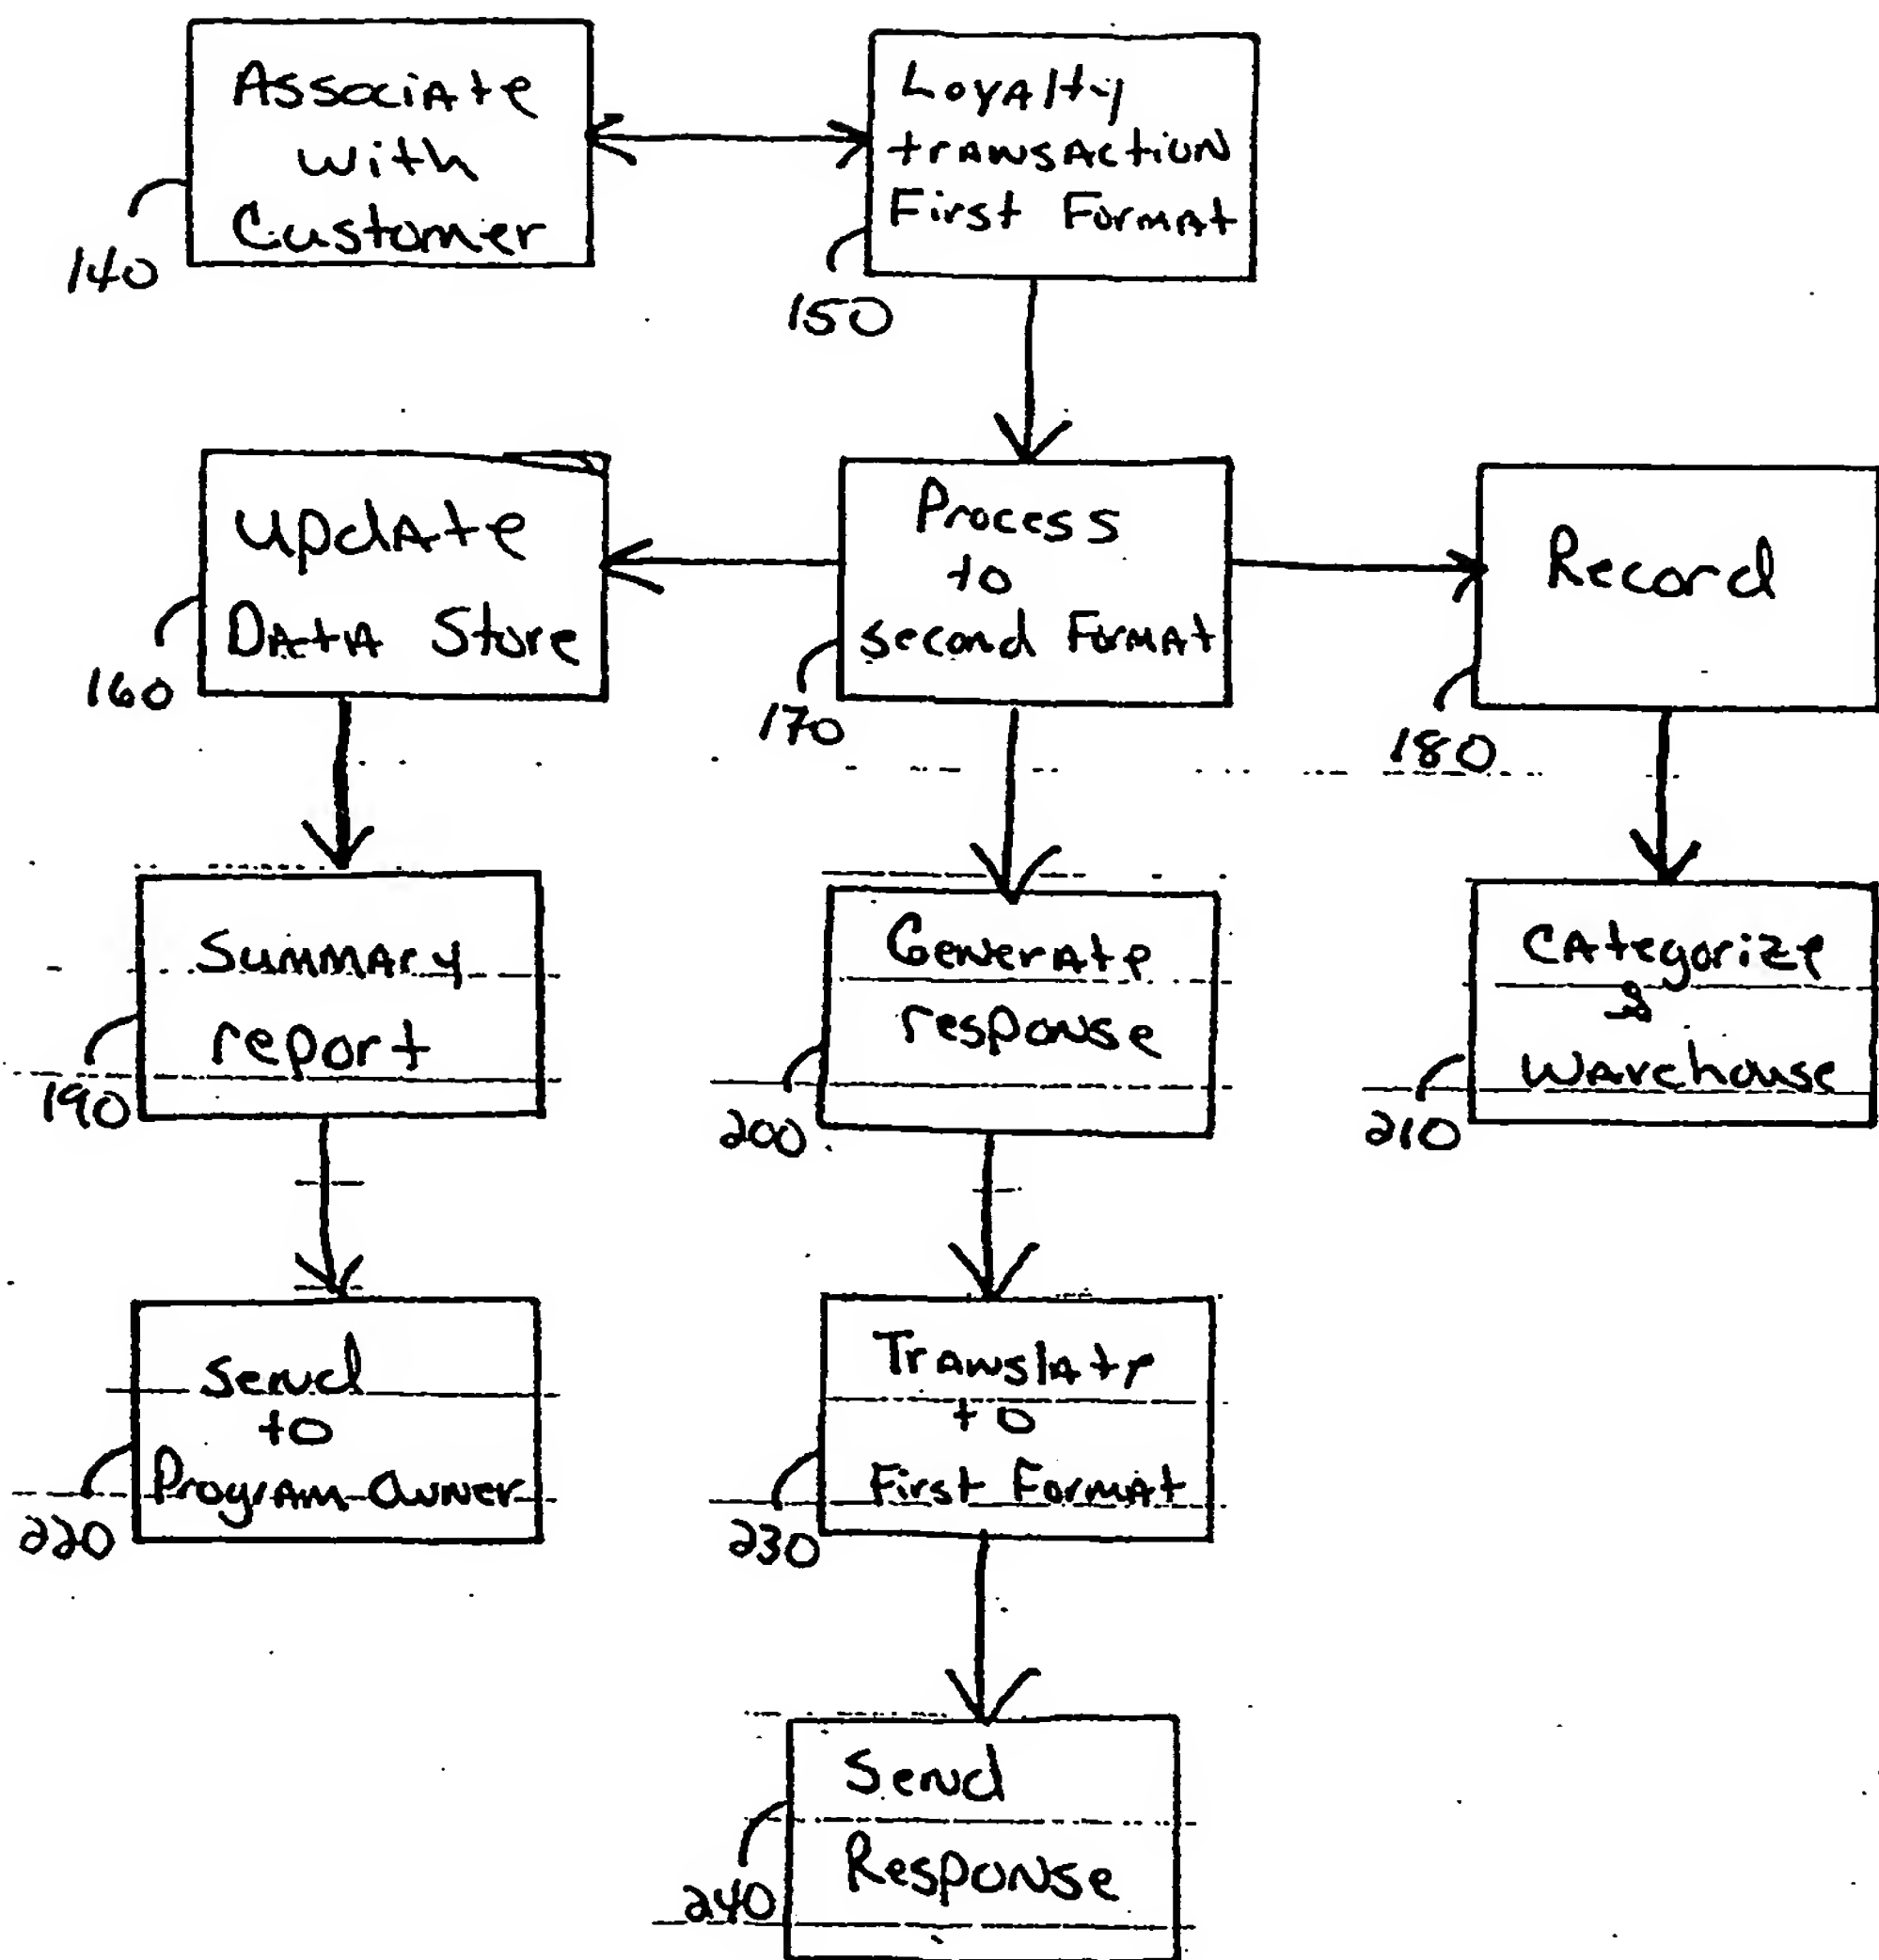 Associate
with
Customer
140
Loyalty
transaction
First Format
150
Update
Data Store
160
Process
to
second Format
170
Record
180
Summary
report
190
Generate
response
200
Categorize
&
Warehouse
210
Send
to
Program Owner
220
Translate
to
First Format
230
Send
Response
240